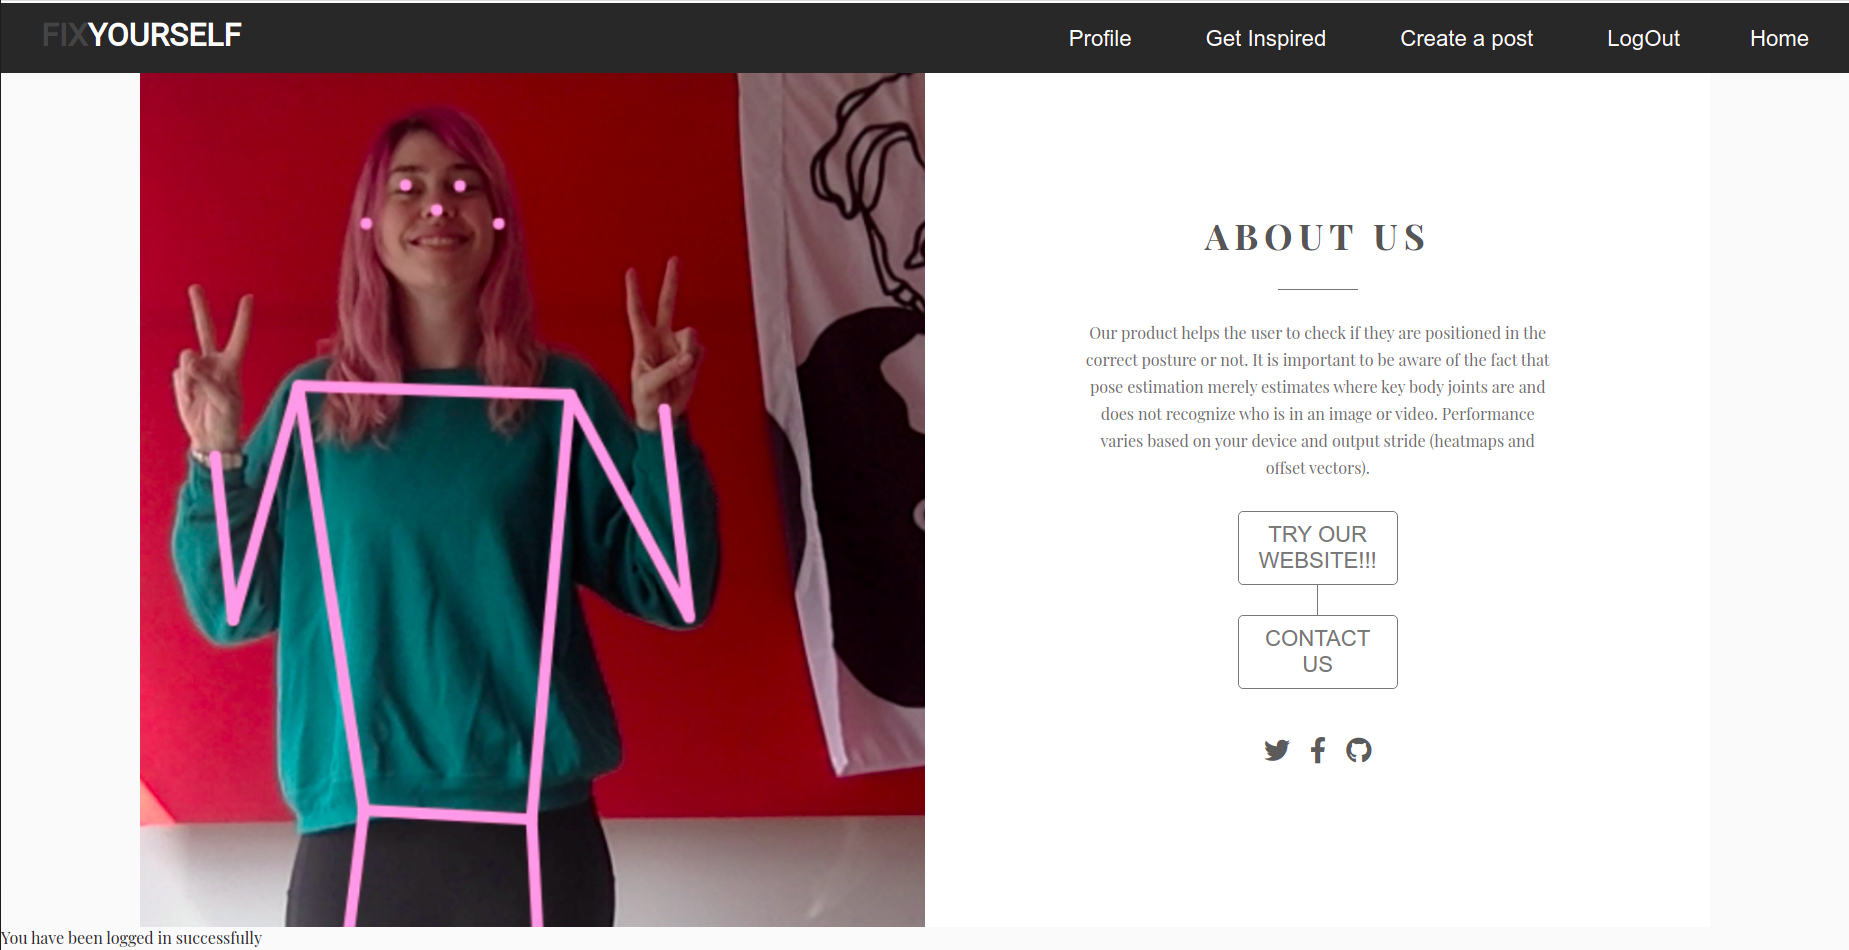 FIXYOURSELF
Profile Get Inspired Create a post LogOut Home
ABOUT US
Our product helps the user to check if they are positioned in the
correct posture or not. It is important to be aware of the fact that
pose estimation merely estimates where key body joints are and
does not recognize who is in an image or video. Performance
varies based on your device and output stride (heatmaps and
offset vectors).
TRY OUR
WEBSITE!!!
CONTACT
US
You have been logged in successfully